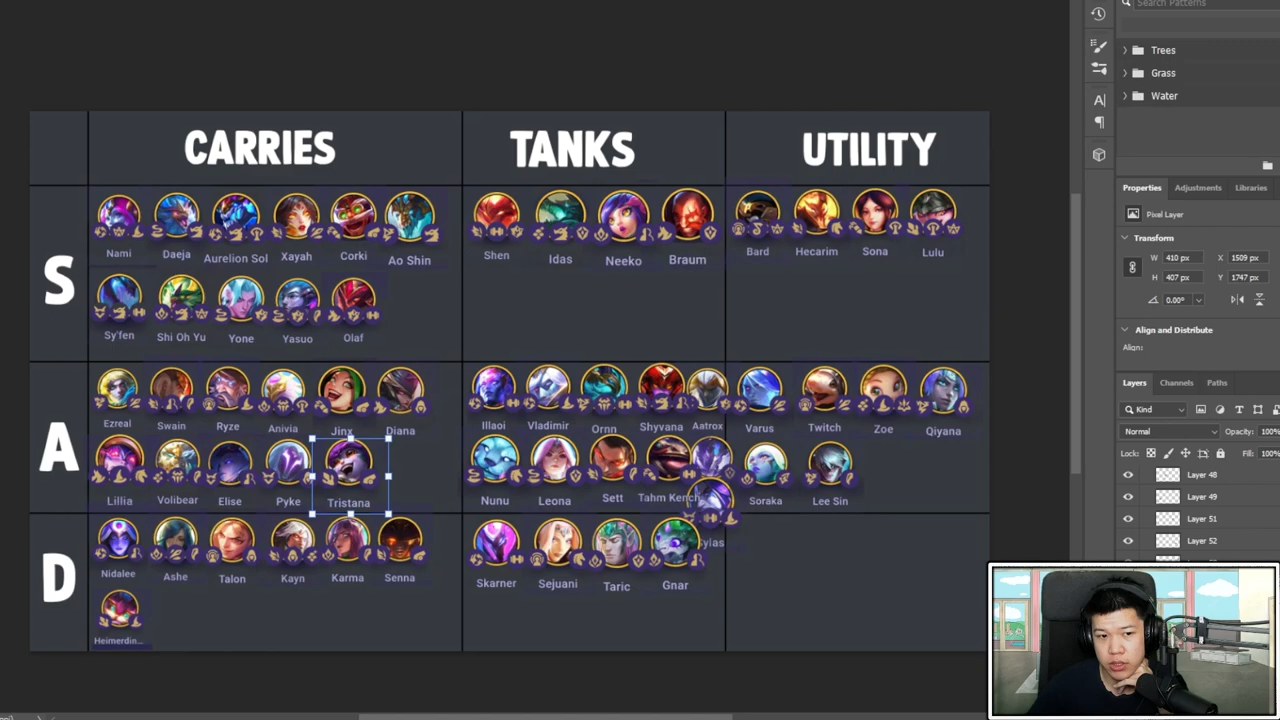 Search Patterns
Trees
Grass
Water
CARRIES
TANKS
UTILITY
Properties
Adjustments
Libraries
Pixel Layer
Transform
W 410 px X 1509 px
H 407 px Y 1747 px
0.00°
Align and Distribute
Align:
S
Nami Daeja Aurelion Sol Xayah Corki Ao Shin
Shen Idas Neeko Braum
Bard Hecarim Sona Lulu
Sy'fen Shi Oh Yu Yone Yasuo Olaf
A
Ezreal Swain Ryze Anivia Jinx Diana
Illaoi Vladimir Ornn Shyvana Aatrox Varus Twitch Zoe Qiyana
Lillia Volibear Elise Pyke Tristana
Nunu Leona Sett Tahm Kench Soraka Lee Sin
Sylas
D
Nidalee Ashe Talon Kayn Karma Senna
Skarner Sejuani Taric Gnar
Heimerdin...
Layers
Channels
Paths
Kind
Normal
Opacity: 100%
Lock:
Fill: 100%
Layer 48
Layer 49
Layer 51
Layer 52